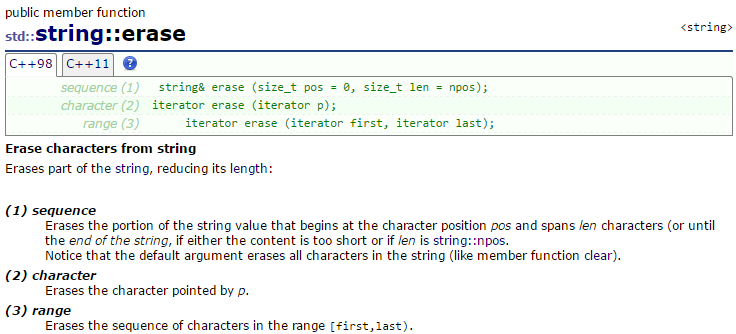 public member function
std::string::erase <string>
C++98 C++11 ?
sequence (1) string& erase (size_t pos = 0, size_t len = npos);
character (2) iterator erase (iterator p);
range (3) iterator erase (iterator first, iterator last);
Erase characters from string
Erases part of the string, reducing its length:
(1) sequence
Erases the portion of the string value that begins at the character position pos and spans len characters (or until
the end of the string, if either the content is too short or if len is string::npos.
Notice that the default argument erases all characters in the string (like member function clear).
(2) character
Erases the character pointed by p.
(3) range
Erases the sequence of characters in the range [first,last).